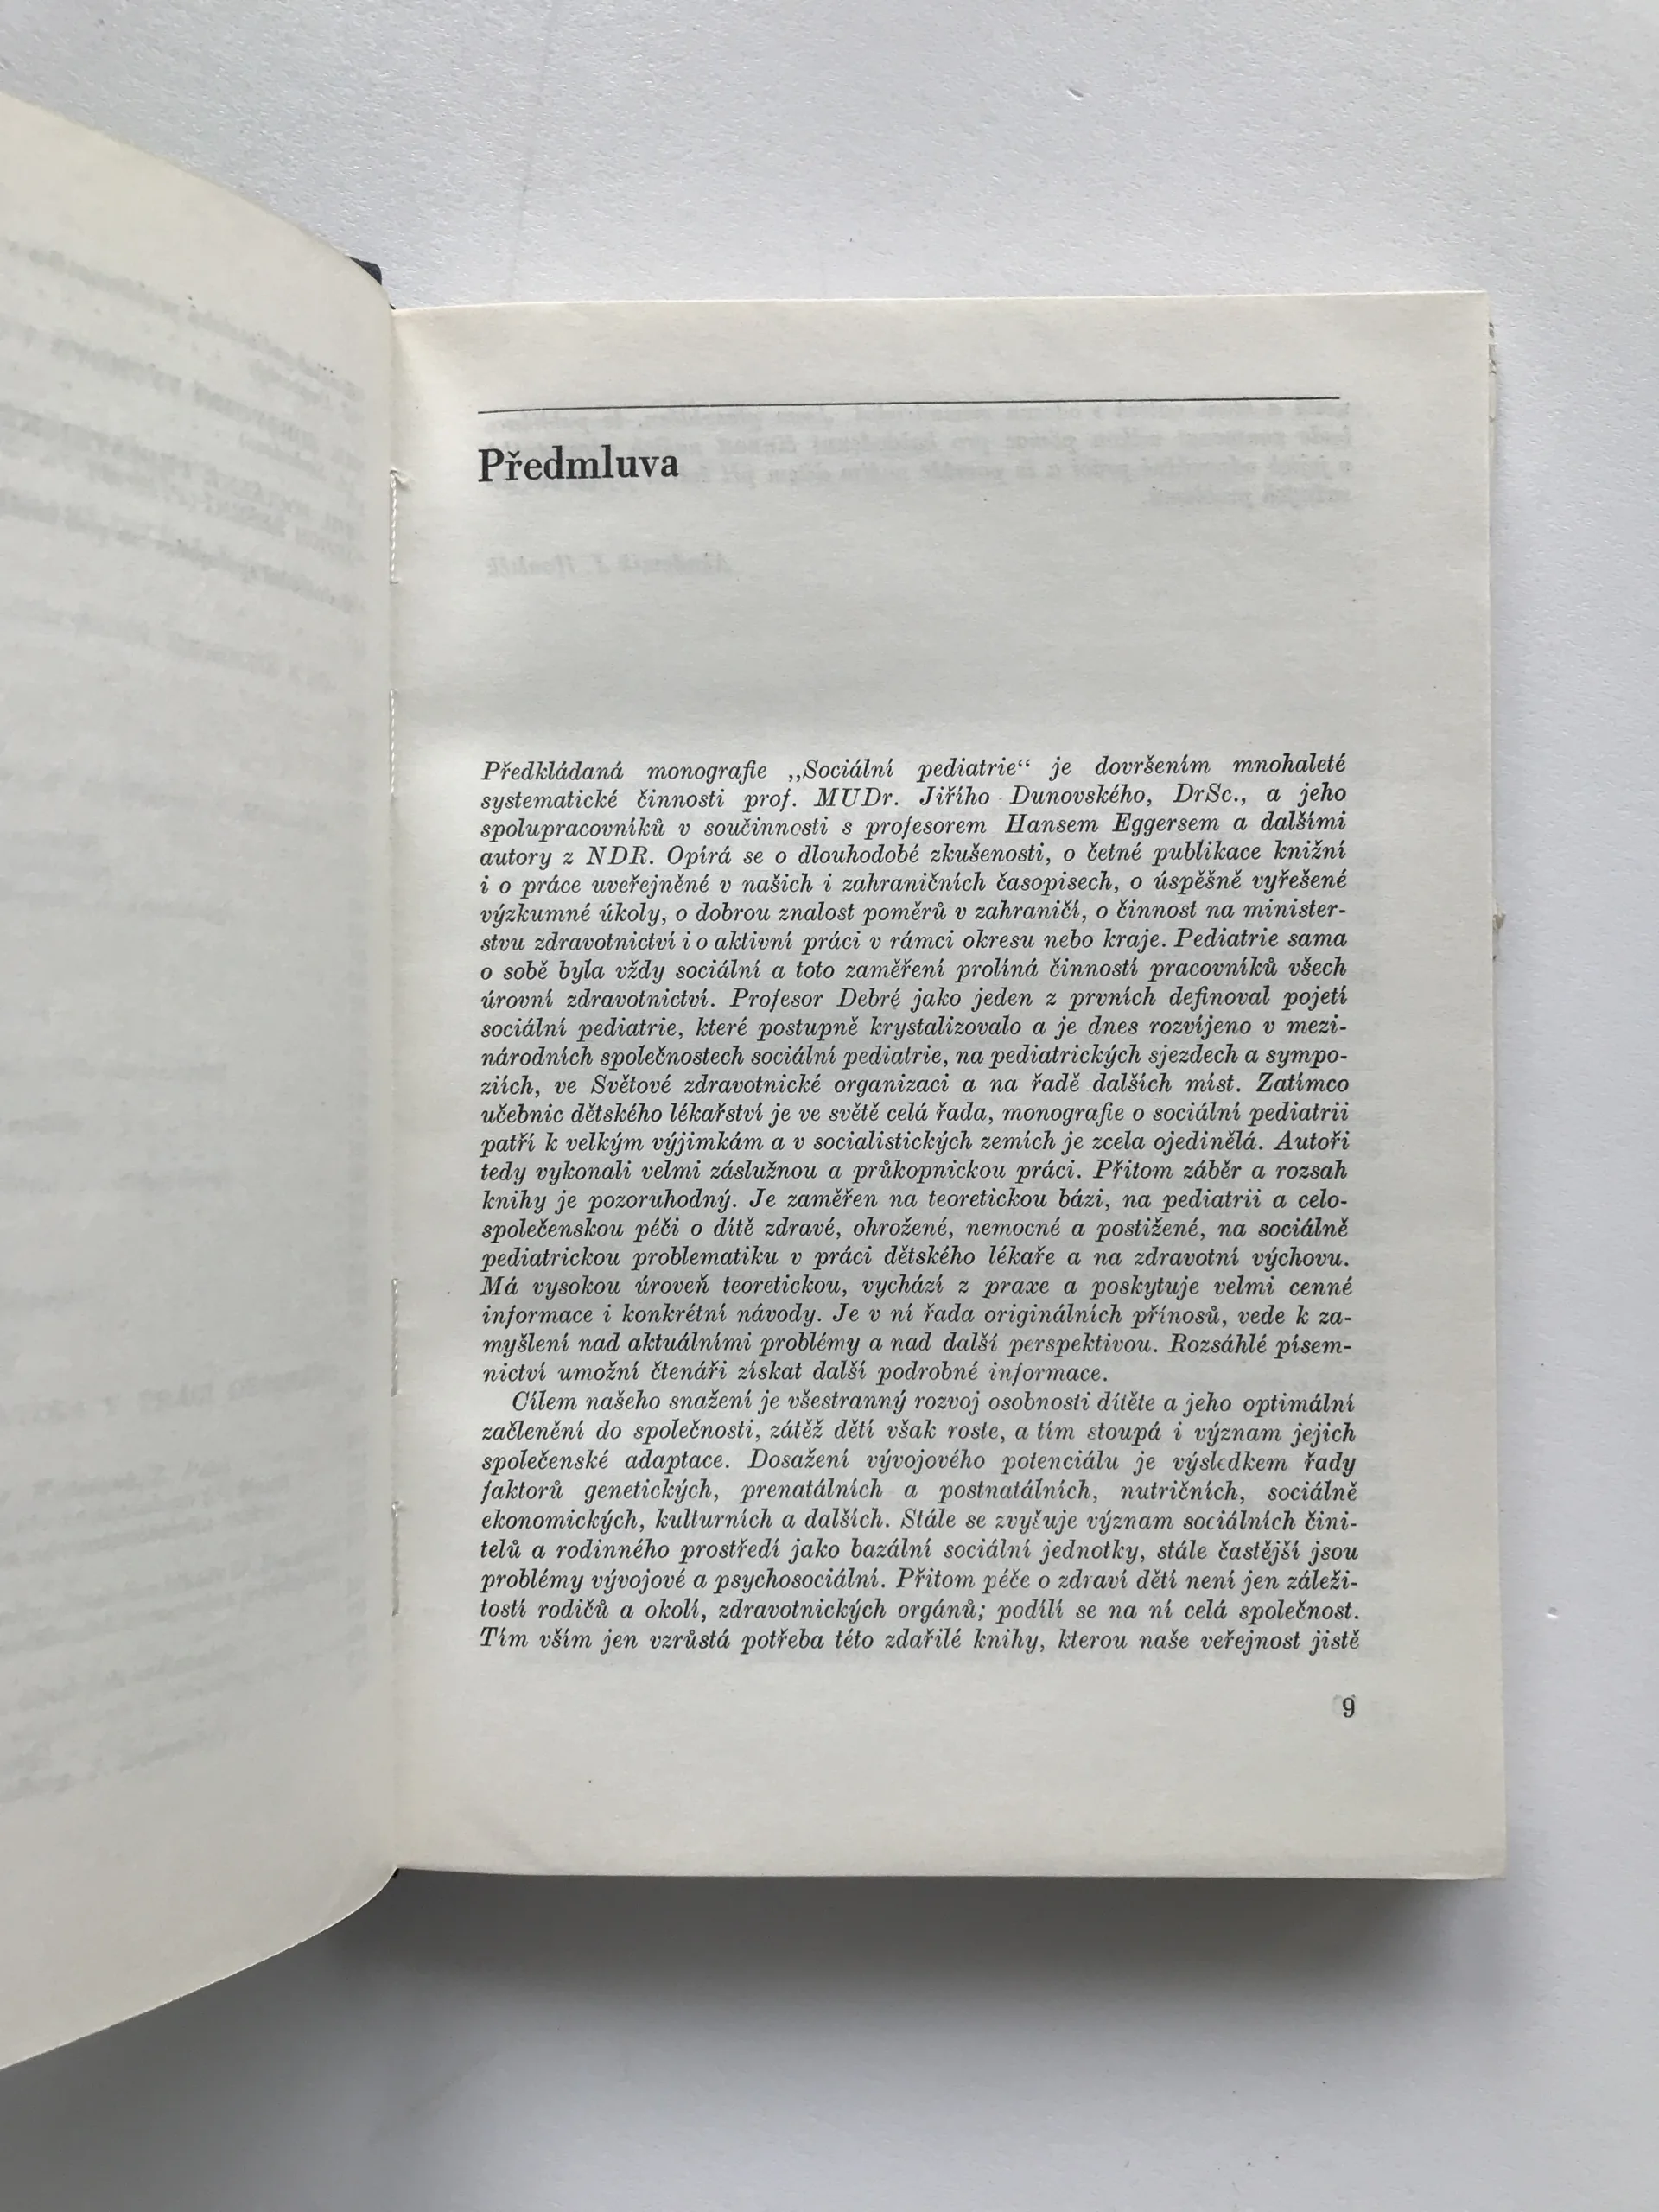 Předmluva
Předkládaná monografie „Sociální pediatrie“ je dovršením mnohaleté
systematické činnosti prof. MUDr. Jiřího Dunovského, DrSc., a jeho
spolupracovníků v součinnosti s profesorem Hansem Eggersem a dalšími
autory z NDR. Opírá se o dlouhodobé zkušenosti, o četné publikace knižní
i o práce uveřejněné v našich i zahraničních časopisech, o úspěšně vyřešené
výzkumné úkoly, o dobrou znalost poměrů v zahraničí, o činnost na minister-
stvu zdravotnictví i o aktivní práci v rámci okresu nebo kraje. Pediatrie sama
o sobě byla vždy sociální a toto zaměření prolíná činností pracovníků všech
úrovní zdravotnictví. Profesor Debré jako jeden z prvních definoval pojetí
sociální pediatrie, které postupně krystalizovalo a je dnes rozvíjeno v mezi-
národních společnostech sociální pediatrie, na pediatrických sjezdech a sympo-
ziích, ve Světové zdravotnické organizaci a na řadě dalších míst. Zatímco
učebnic dětského lékařství je ve světě celá řada, monografie o sociální pediatrii
patří k velkým výjimkám a v socialistických zemích je zcela ojedinělá. Autoři
tedy vykonali velmi záslužnou a průkopnickou práci. Přitom záběr a rozsah
knihy je pozoruhodný. Je zaměřen na teoretickou bázi, na pediatrii a celo-
společenskou péči o dítě zdravé, ohrožené, nemocné a postižené, na sociálně
pediatrickou problematiku v práci dětského lékaře a na zdravotní výchovu.
Má vysokou úroveň teoretickou, vychází z praxe a poskytuje velmi cenné
informace i konkrétní návody. Je v ní řada originálních přínosů, vede k za-
myšlení nad aktuálními problémy a nad další perspektivou. Rozsáhlé písem-
nictví umožní čtenáři získat další podrobné informace.
Cílem našeho snažení je všestranný rozvoj osobnosti dítěte a jeho optimální
začlenění do společnosti, zátěž dětí však roste, a tím stoupá i význam jejich
společenské adaptace. Dosažení vývojového potenciálu je výsledkem řady
faktorů genetických, prenatálních a postnatálních, nutričních, sociálně
ekonomických, kulturních a dalších. Stále se zvyšuje význam sociálních čini-
telů a rodinného prostředí jako bazální sociální jednotky, stále častější jsou
problémy vývojové a psychosociální. Přitom péče o zdraví dětí není jen záleži-
tostí rodičů a okolí, zdravotnických orgánů; podílí se na ní celá společnost.
Tím vším jen vzrůstá potřeba této zdařilé knihy, kterou naše veřejnost jistě
9